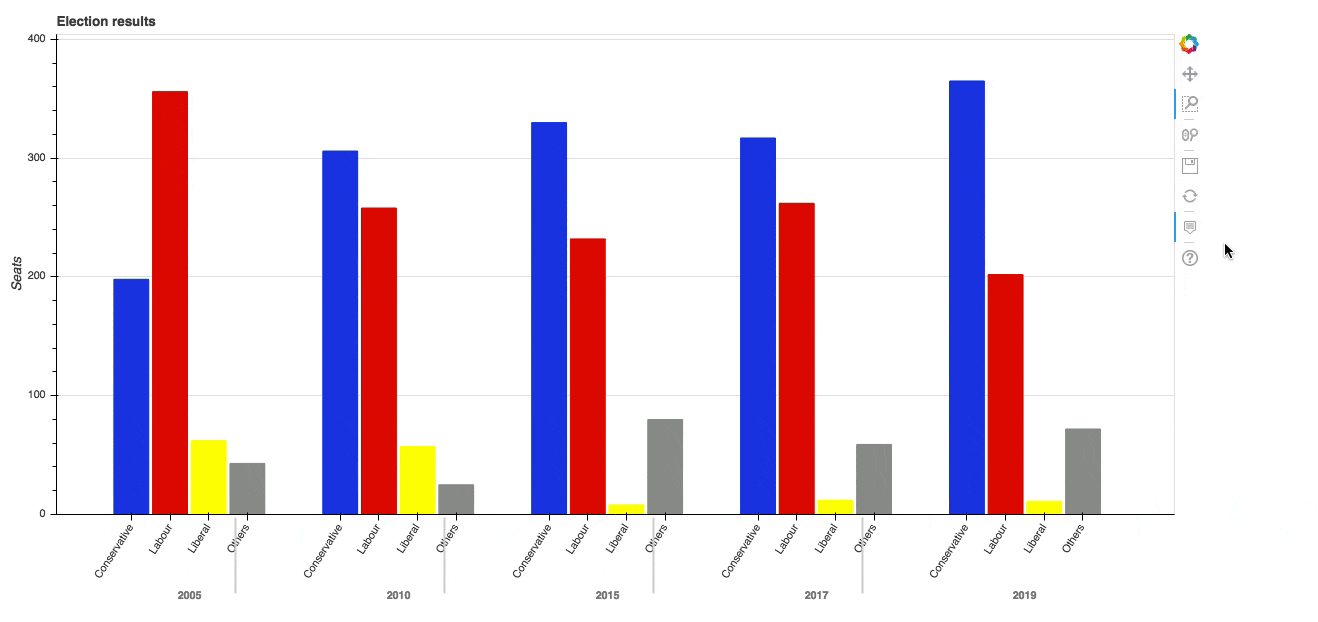 Election results
400
300
200
100
0
Seats
Conservative Labour Liberal Others Conservative Labour Liberal Others Conservative Labour Liberal Others Conservative Labour Liberal Others Conservative Labour Liberal Others
2005 2010 2015 2017 2019